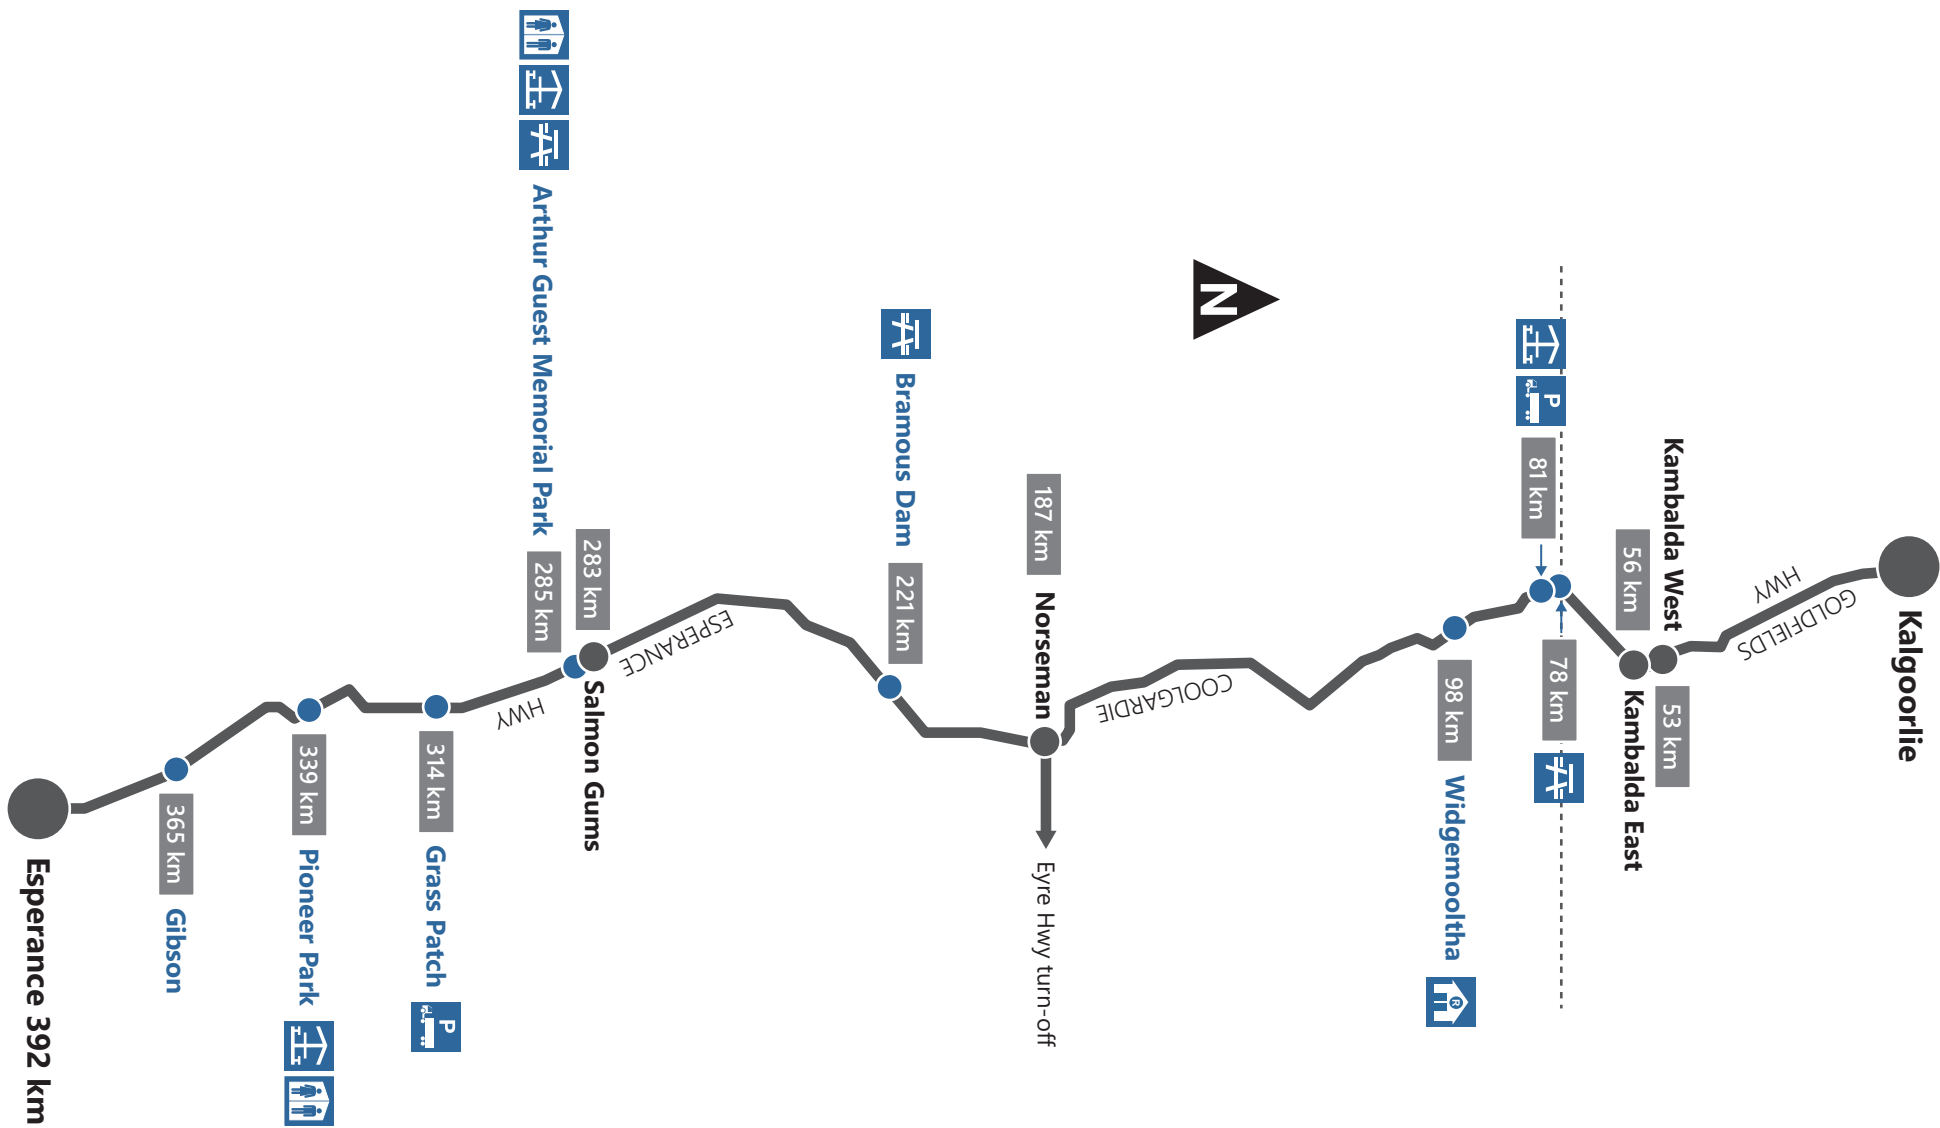 Kalgoorlie
GOLDFIELDS
HWY
Kambalda West
53 km
56 km
Kambalda East
78 km
P
81 km
98 km
Widgemooltha
R
N
COOLGARDIE
187 km
Norseman
Eyre Hwy turn-off
Bramous Dam
221 km
ESPERANCE
283 km
Salmon Gums
Arthur Guest Memorial Park
285 km
HWY
314 km
Grass Patch
P
339 km
Pioneer Park
365 km
Gibson
Esperance 392 km